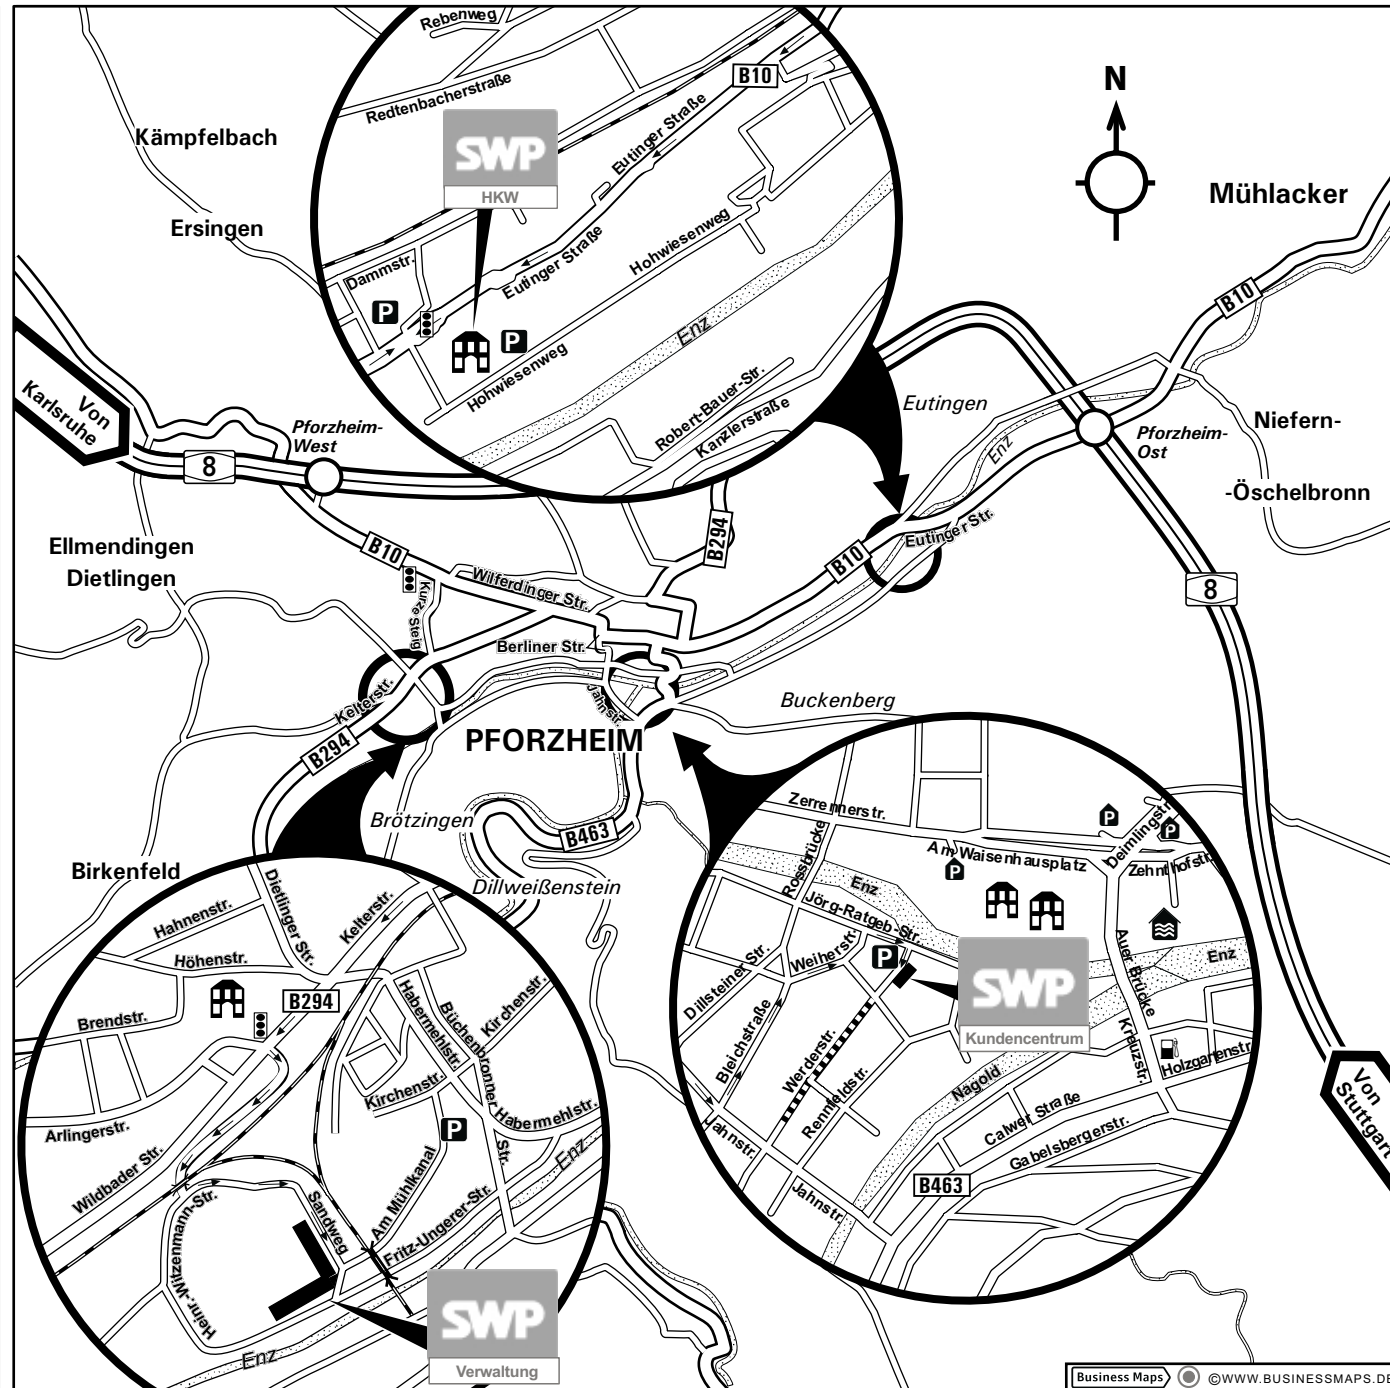 Rebenweg
Redtenbacherstraße
B10
Eutinger Straße
SWP
HKW
Dammstr.
Eutinger Straße
Hohwiesenweg
P
P
Hohwiesenweg
Enz
Robert-Bauer-Str.
Kanzlerstraße
N
Kämpfelbach
Ersingen
Mühlacker
B10
Von
Karlsruhe
8
Pforzheim-
West
Eutingen
Enz
Pforzheim-
Ost
Niefern-
-Öschelbronn
Ellmendingen
Dietlingen
B10
B294
B10
Eutinger Str.
8
Wilferdinger Str.
Kurze Steig
Berliner Str.
Kelterstr.
Jahnstr.
B294
PFORZHEIM
Buckenberg
Brötzingen
B463
Birkenfeld
Dillweißenstein
Zerrennerstr.
Rossbrücke
Am Waisenhausplatz
P
P
P
Deimlingstr.
Zehnthofstr.
Enz
Jörg-Ratgeb-Str.
Weiherstr.
P
Dillsteiner Str.
Bleichstraße
Werderstr.
Rennfeldstr.
SWP
Kundencentrum
Auer Brücke
Enz
Kreuzstr.
Holzgartenstr.
Nagold
Calwer Straße
Gabelsbergerstr.
Jahnstr.
Jahnstr.
B463
Von
Stuttgart
Hahnenstr.
Dietlinger Str.
Kelterstr.
Höhenstr.
B294
Brendstr.
Habermehlstr.
Büchenbronner
Str.
Kirchenstr.
Kirchenstr.
Habermehlstr.
Arlingerstr.
P
Wildbader Str.
Sandweg
Am Mühlkanal
Fritz-Ungerer-Str.
Enz
Heinr.-Witzenmann-Str.
Enz
SWP
Verwaltung
Business Maps
©WWW.BUSINESSMAPS.DE